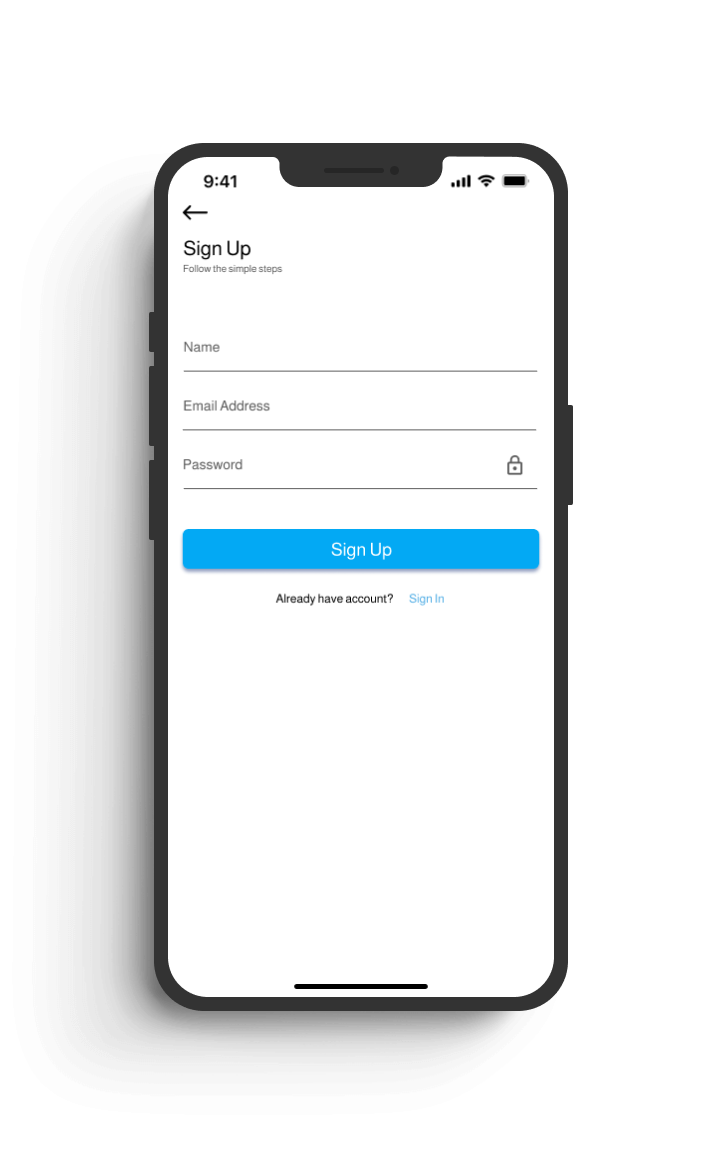 9:41
Sign Up
Follow the simple steps
Name
Email Address
Password
Sign Up
Already have account? Sign In